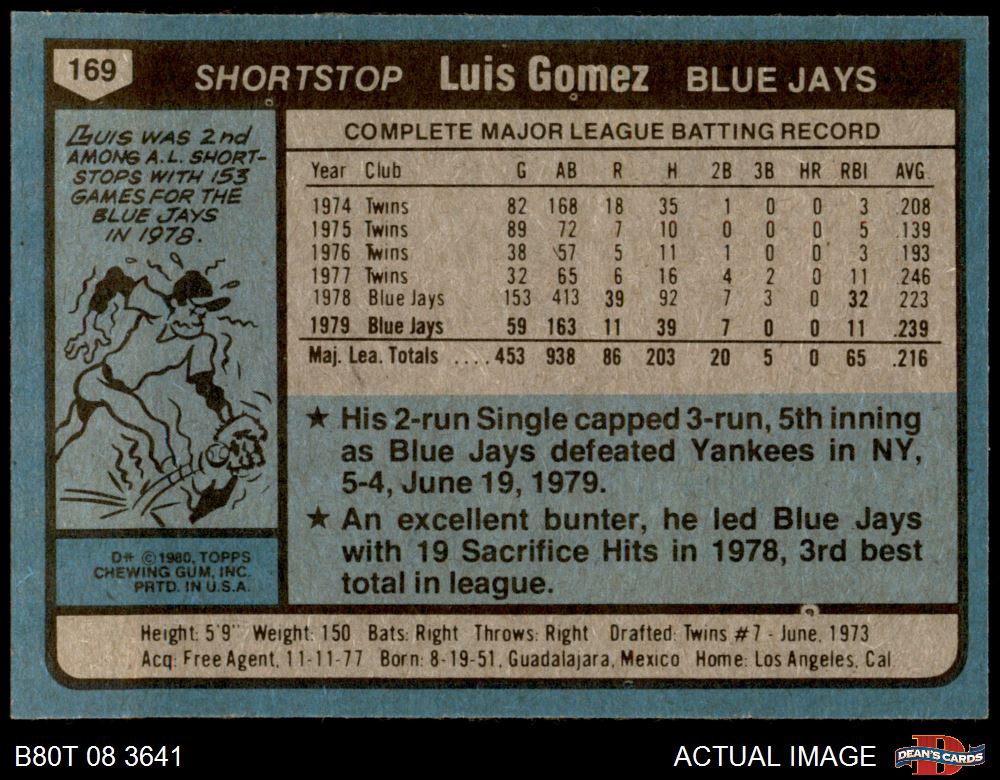 169 SHORTSTOP Luis Gomez BLUE JAYS
LUIS WAS 2nd
AMONG A.L. SHORT-
STOPS WITH 153
GAMES FOR THE
BLUE JAYS
IN 1978.
COMPLETE MAJOR LEAGUE BATTING RECORD
Year Club G AB R H 2B 3B HR RBI AVG.
1974 Twins 82 168 18 35 1 0 0 3 .208
1975 Twins 89 72 7 10 0 0 0 5 .139
1976 Twins 38 57 5 11 1 0 0 3 .193
1977 Twins 32 65 6 16 4 2 0 11 .246
1978 Blue Jays 153 413 39 92 7 3 0 32 .223
1979 Blue Jays 59 163 11 39 7 0 0 11 .239
Maj. Lea. Totals .... 453 938 86 203 20 5 0 65 .216
★ His 2-run Single capped 3-run, 5th inning
as Blue Jays defeated Yankees in NY,
5-4, June 19, 1979.
★ An excellent bunter, he led Blue Jays
with 19 Sacrifice Hits in 1978, 3rd best
total in league.
D* © 1980, TOPPS
CHEWING GUM, INC.
PRTD. IN U.S.A.
Height: 5'9" Weight: 150 Bats: Right Throws: Right Drafted: Twins #7 - June, 1973
Acq: Free Agent, 11-11-77 Born: 8-19-51, Guadalajara, Mexico Home: Los Angeles, Cal.
B80T 08 3641 ACTUAL IMAGE DEAN'S CARDS